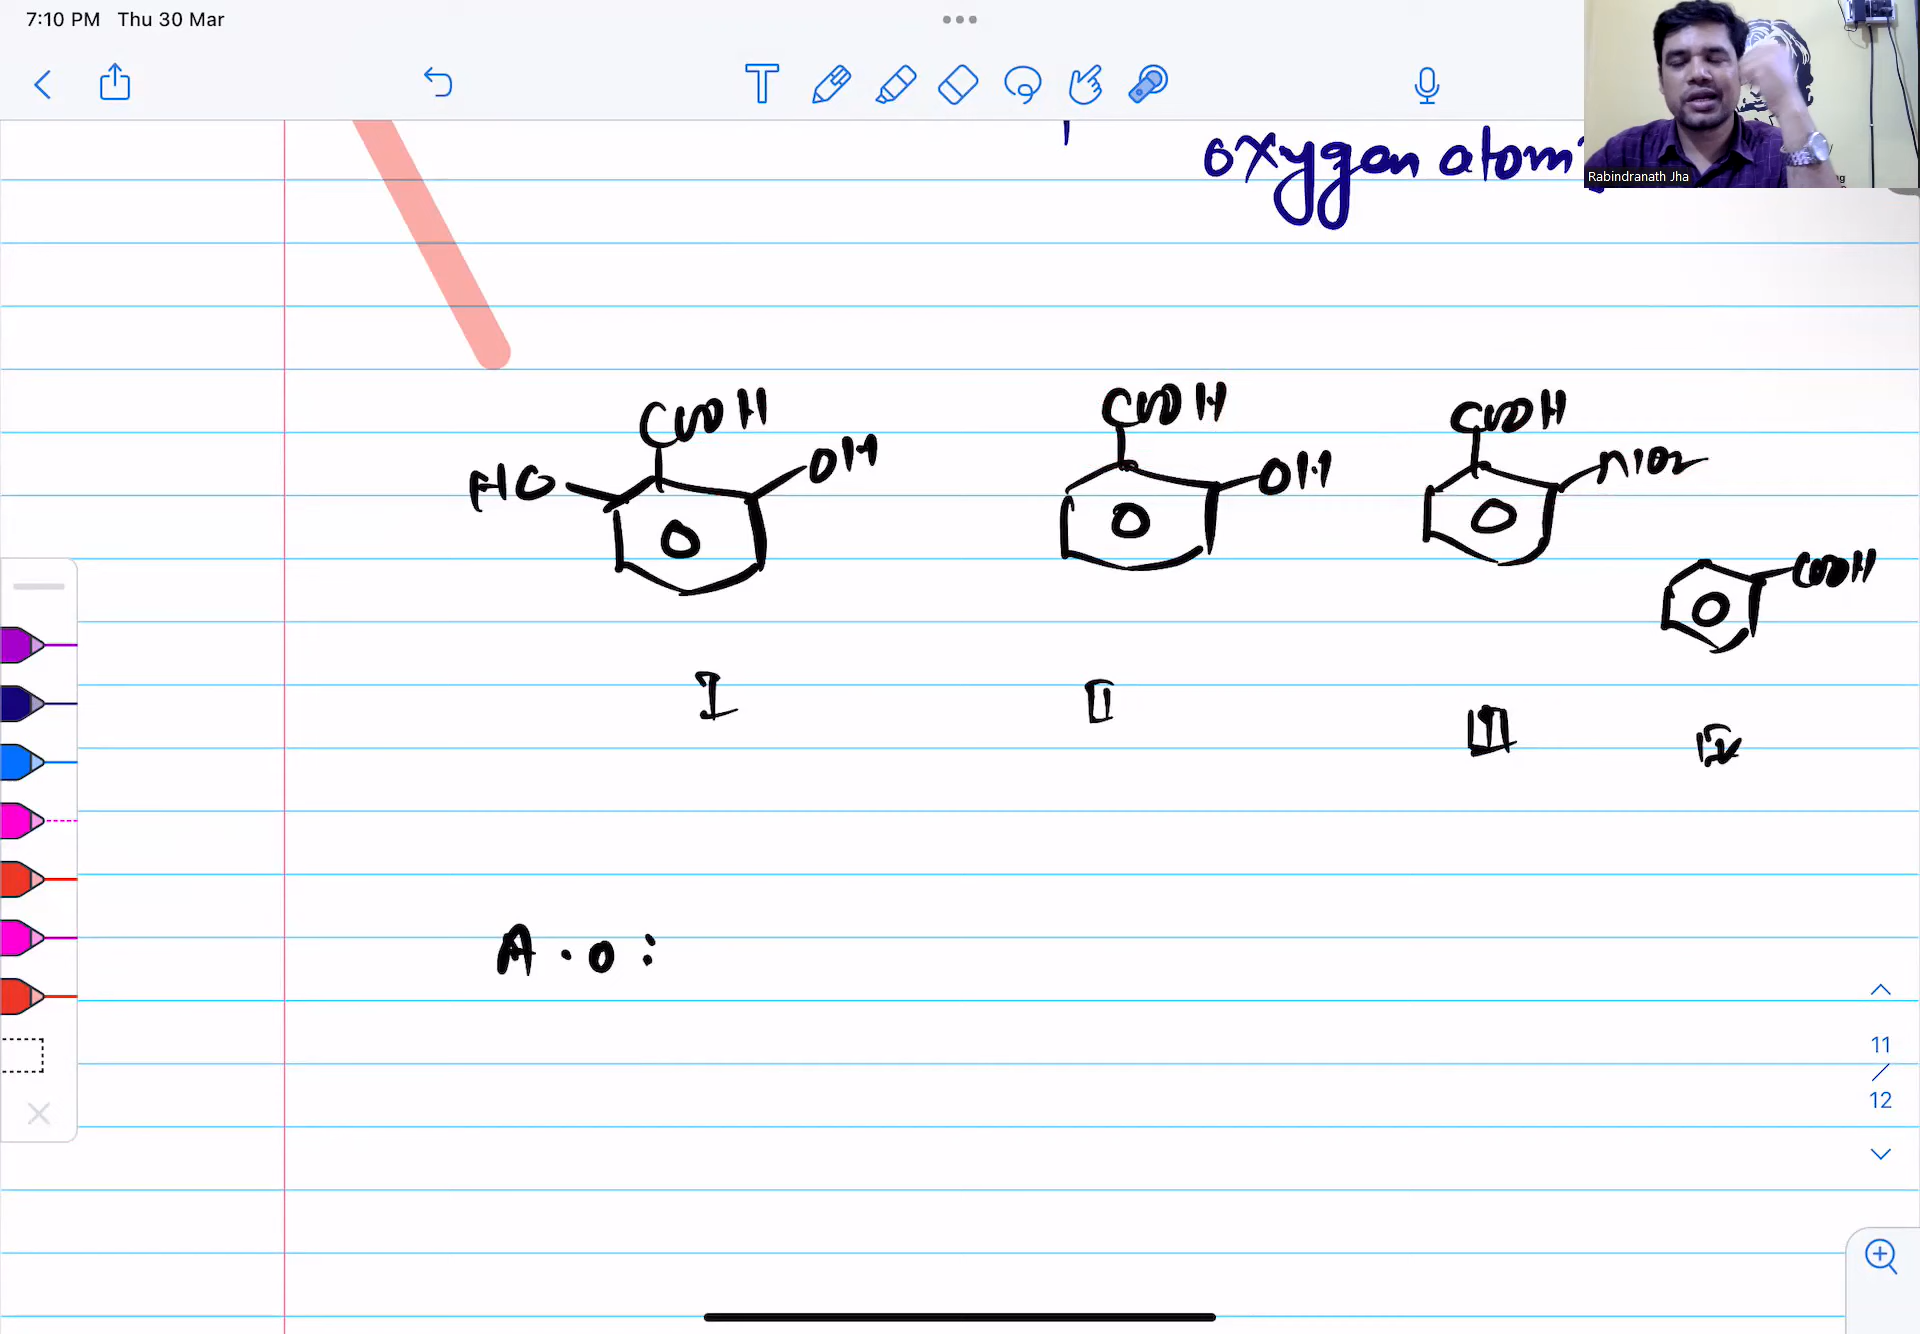 7:10 PM Thu 30 Mar
oxygen atom
Rabindranath Jha
COOH
COOH
COOH
HO
OH
OH
NO2
COOH
I
II
III
IV
A.O:
11
12